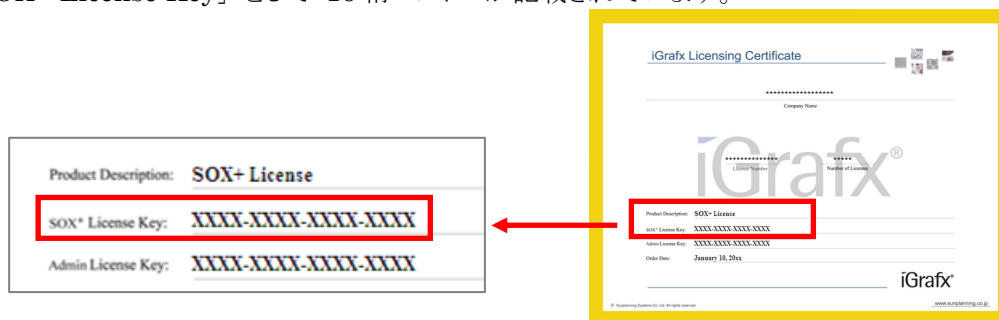 License Key」として 16 桁のキーが記載されています。
iGrafx Licensing Certificate
******************
Company Name
iGrafx®
**************
License Number
*****
Number of Licenses
Product Description: SOX+ License
SOX+ License Key: XXXX-XXXX-XXXX-XXXX
Admin License Key: XXXX-XXXX-XXXX-XXXX
Order Date: January 10, 20xx
iGrafx®
© Sunplanning Systems Co.,Ltd. All rights reserved.
www.sunplanning.co.jp
Product Description: SOX+ License
SOX+ License Key: XXXX-XXXX-XXXX-XXXX
Admin License Key: XXXX-XXXX-XXXX-XXXX